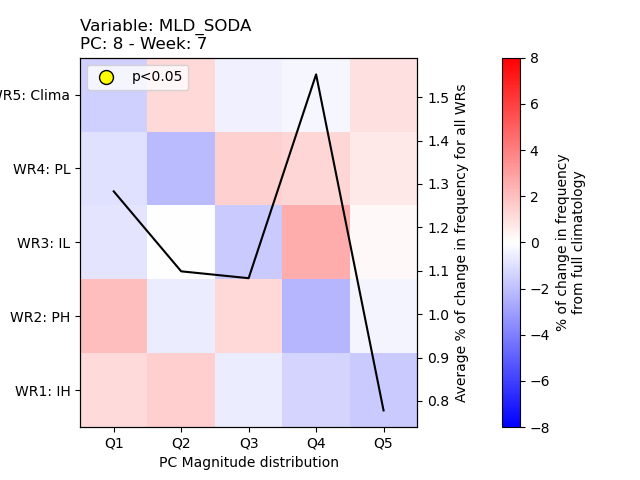 Variable: MLD_SODA
PC: 8 - Week: 7
p<0.05
WR5: Clima
WR4: PL
WR3: IL
WR2: PH
WR1: IH
Q1 Q2 Q3 Q4 Q5
PC Magnitude distribution
1.5
1.4
1.3
1.2
1.1
1.0
0.9
0.8
Average % of change in frequency for all WRs
8
6
4
2
0
−2
−4
−6
−8
% of change in frequency
from full climatology